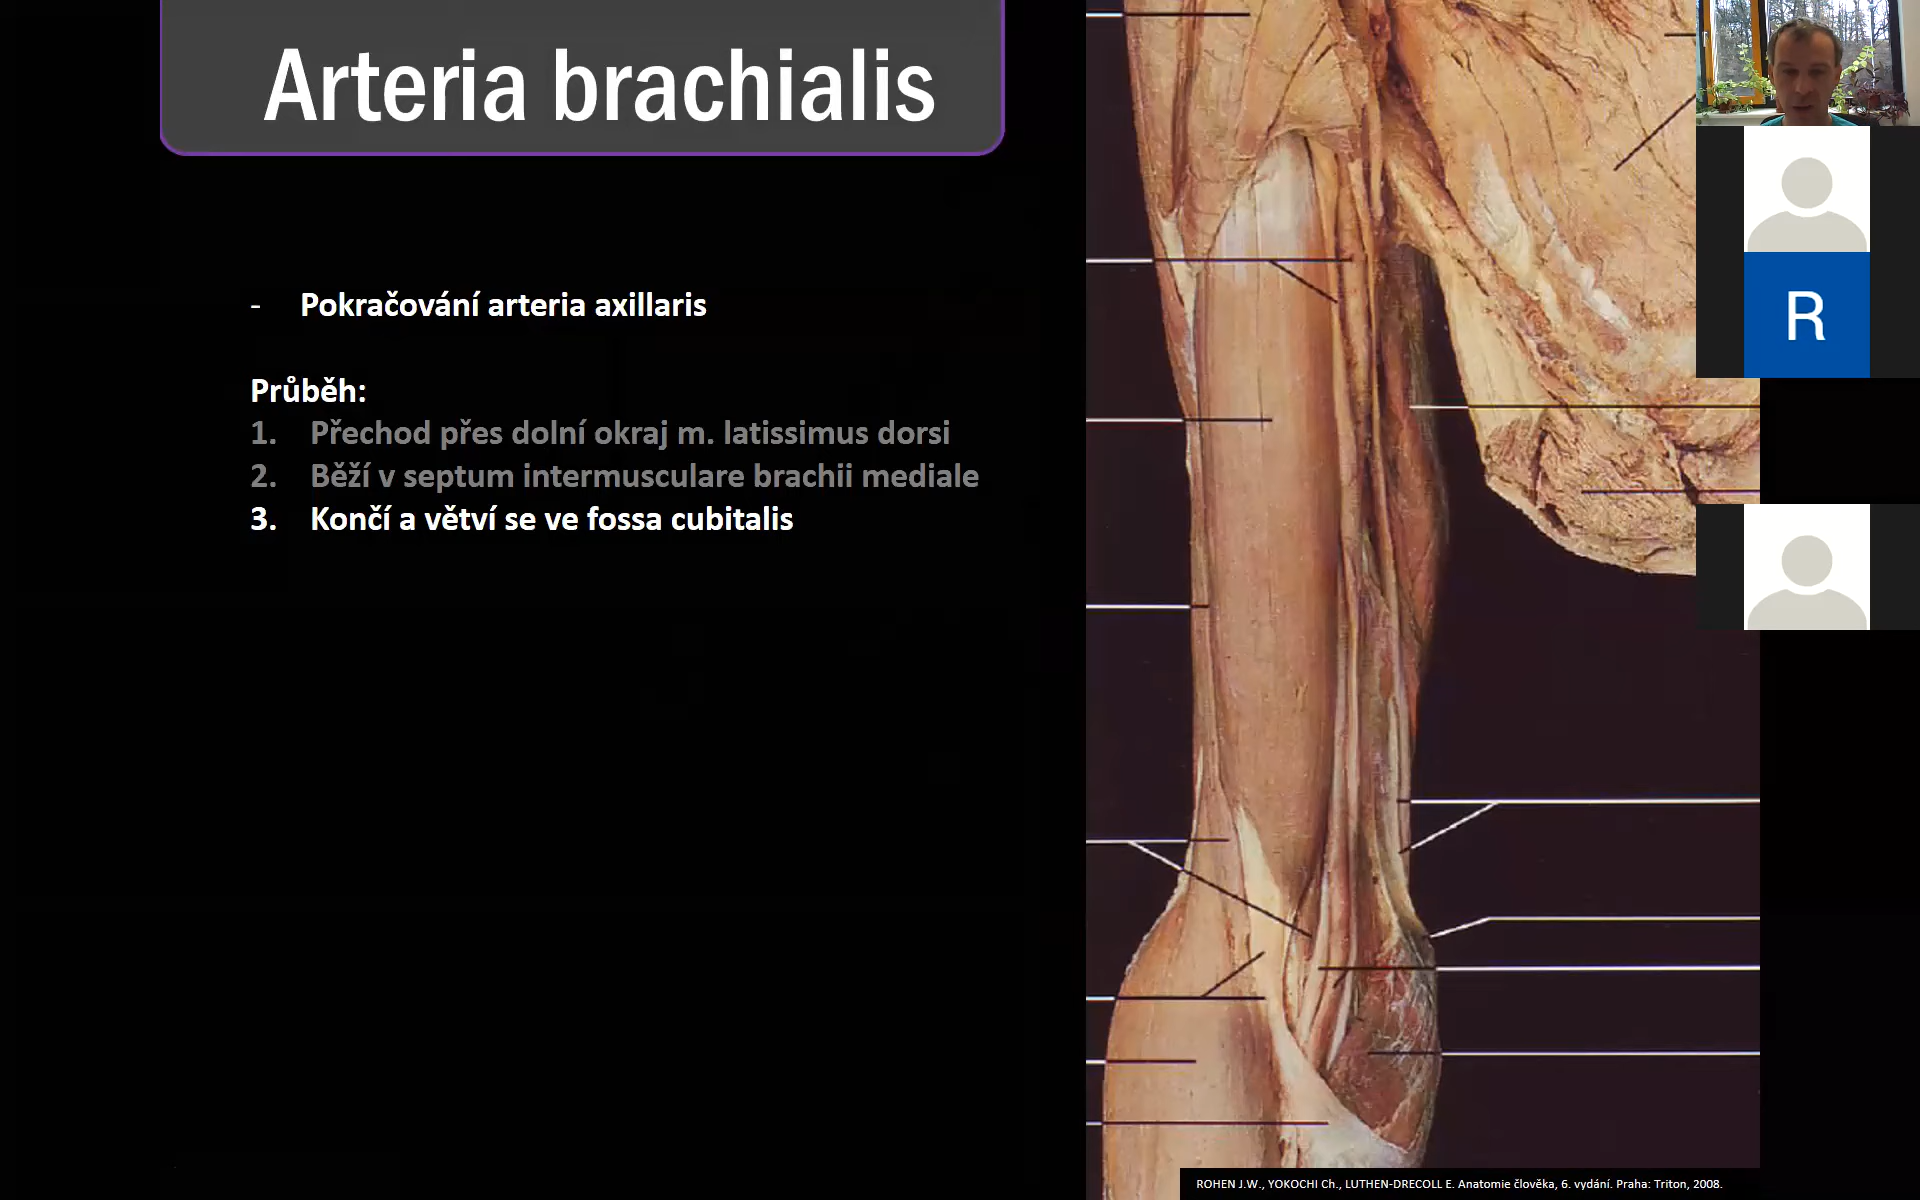 Arteria brachialis
- Pokračování arteria axillaris
Průběh:
1. Přechod přes dolní okraj m. latissimus dorsi
2. Běží v septum intermusculare brachii mediale
3. Končí a větví se ve fossa cubitalis
R
ROHEN J.W., YOKOCHI Ch., LUTHEN-DRECOLL E. Anatomie člověka, 6. vydání. Praha: Triton, 2008.